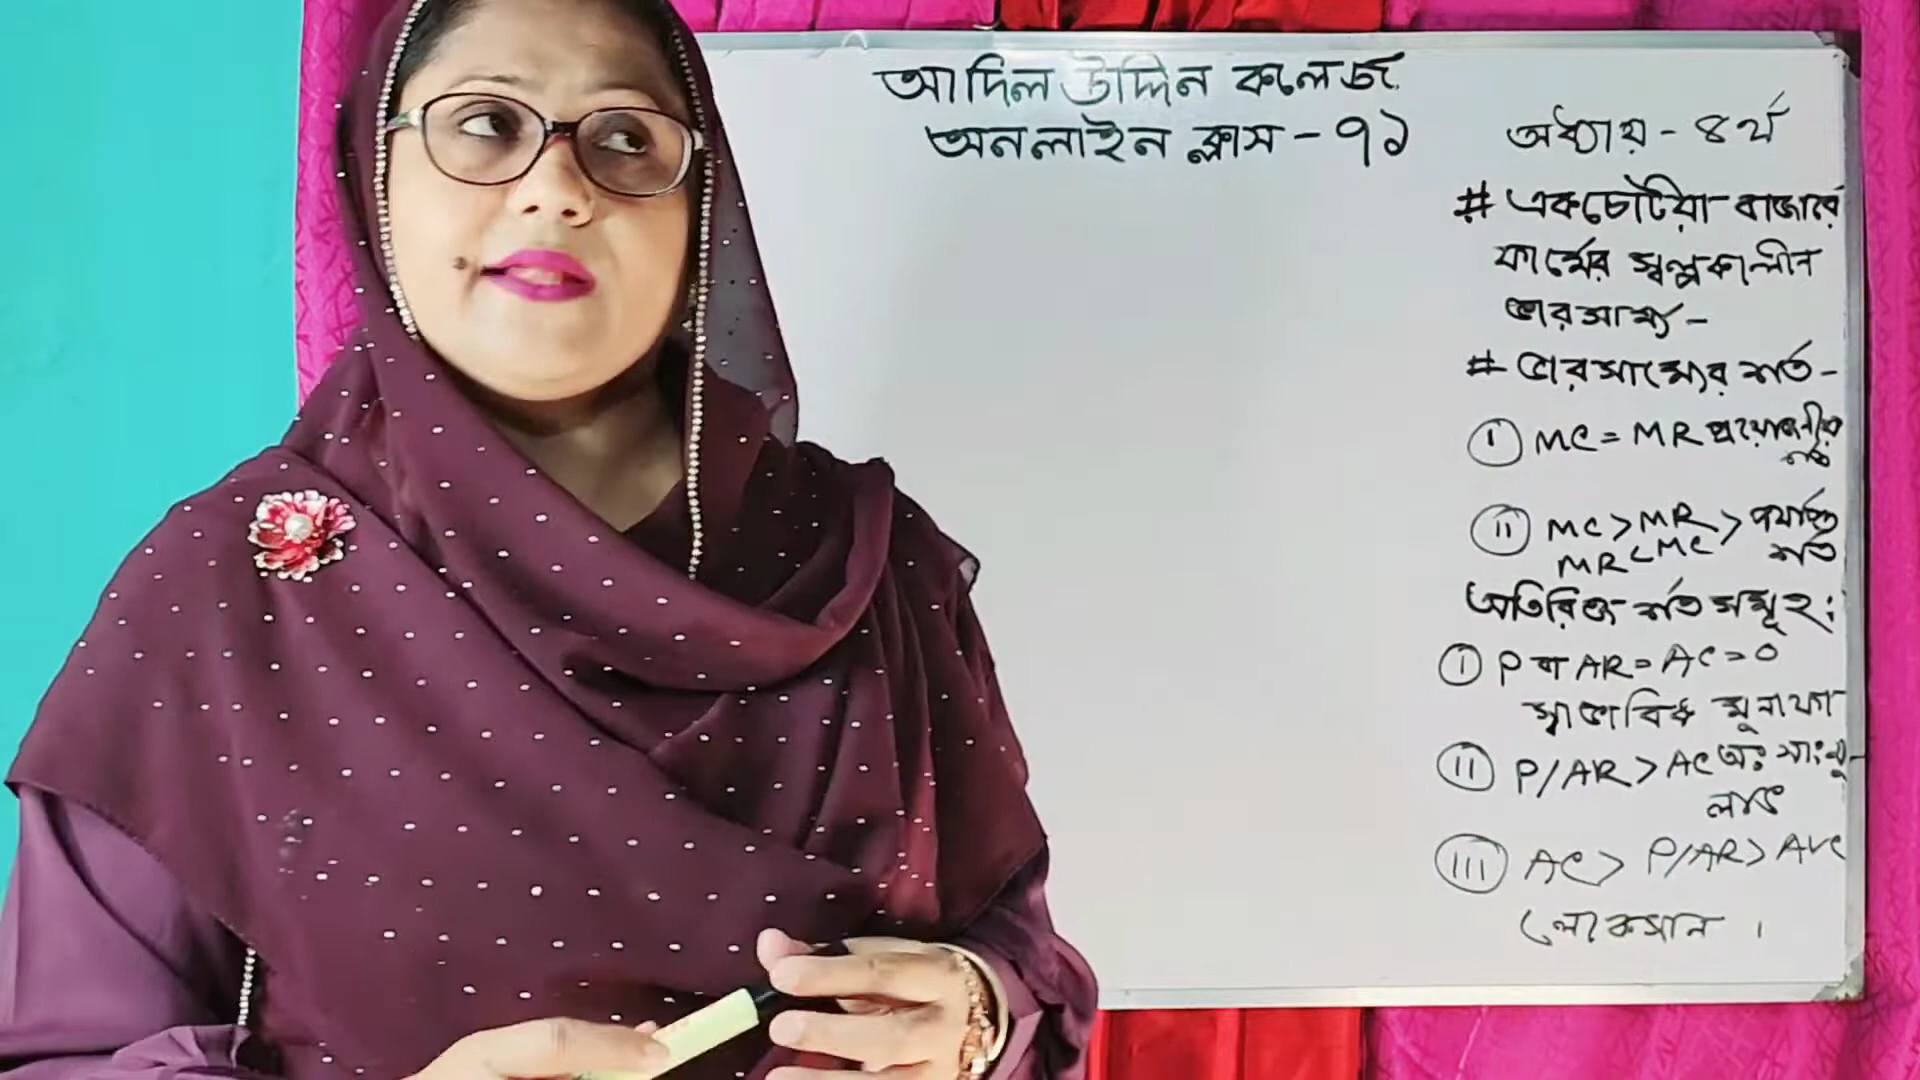 আদিল উদ্দিন কলেজ
অনলাইন ক্লাস - ৭১
অধ্যায় - ৪র্থ
# একচেটিয়া বাজারে
ফার্মের স্বল্পকালীন
ভারসাম্য -
# ভারসাম্যের শর্ত -
(i) MC = MR প্রয়োজনীয়
শর্ত
(ii) MC > MR > পর্যাপ্ত
MR < MC শর্ত
অতিরিক্ত শর্ত সমূহ :
(i) P বা AR = AC = 0
স্বাভাবিক মুনাফা
(ii) P/AR > AC
লাভ
(iii) AC > P/AR > AVC
লোকসান ।